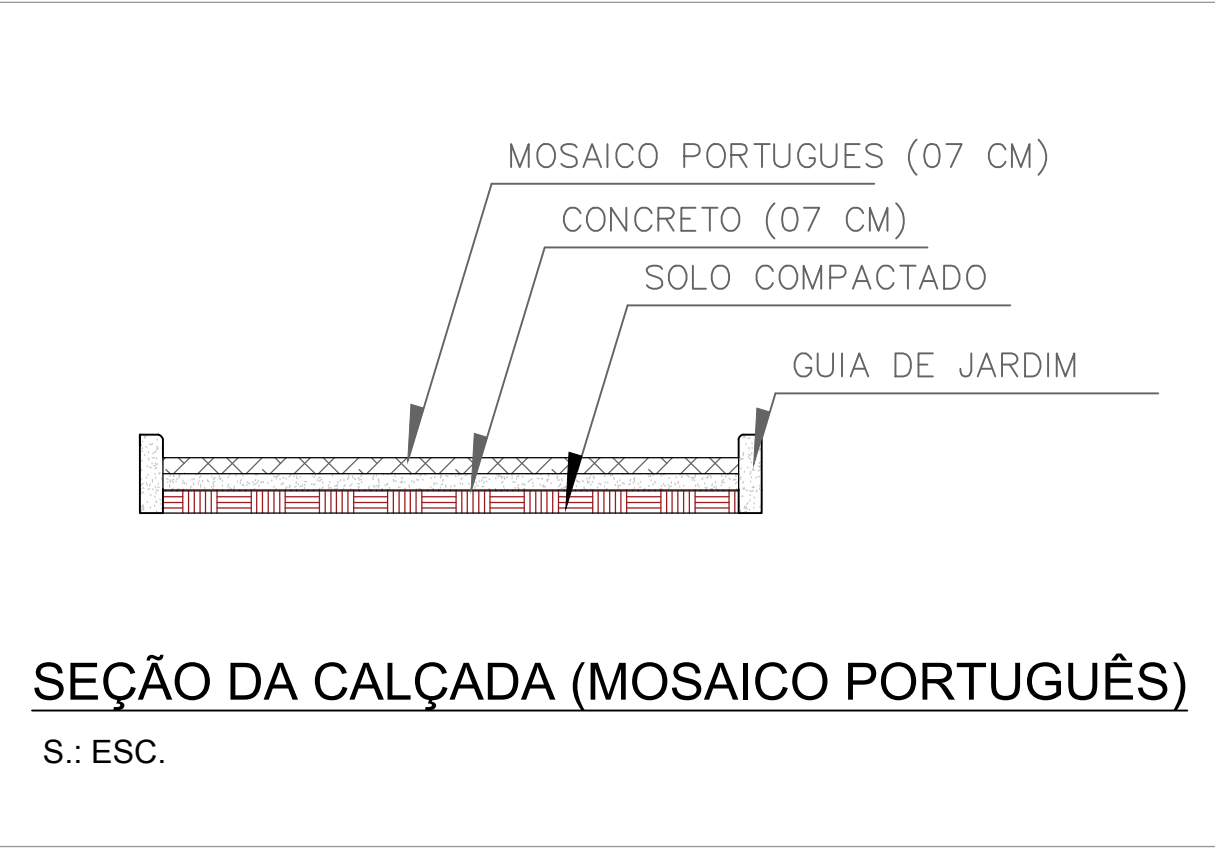 MOSAICO PORTUGUES (07 CM)
CONCRETO (07 CM)
SOLO COMPACTADO
GUIA DE JARDIM
SEÇÃO DA CALÇADA (MOSAICO PORTUGUÊS)
S.: ESC.